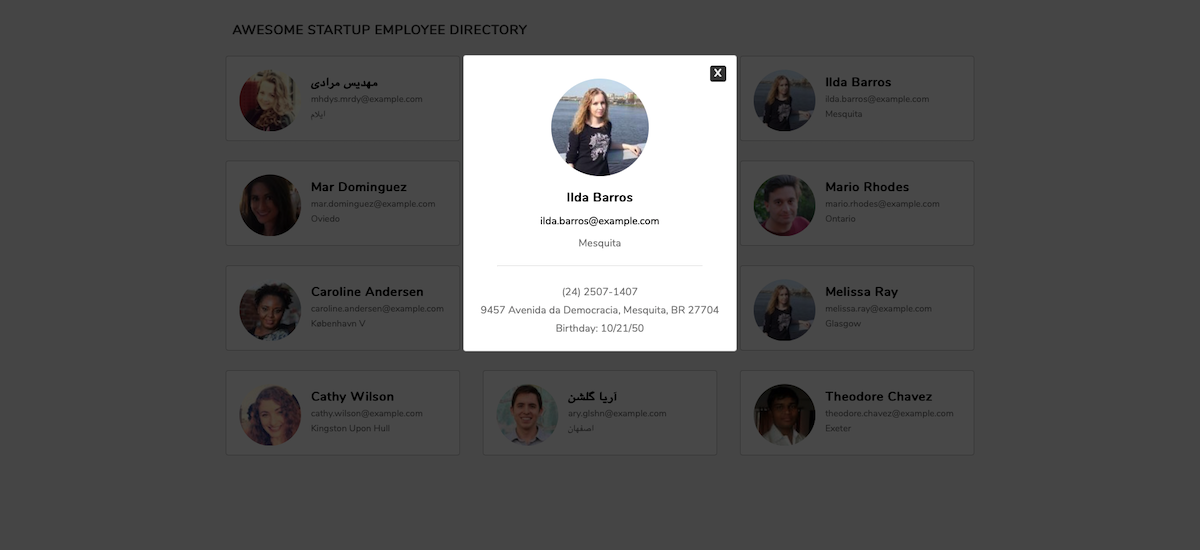 AWESOME STARTUP EMPLOYEE DIRECTORY
مهدیس مرادی
mhdys.mrdy@example.com
ایلام
Ilda Barros
ilda.barros@example.com
Mesquita
Mar Dominguez
mar.dominguez@example.com
Oviedo
Mario Rhodes
mario.rhodes@example.com
Ontario
Caroline Andersen
caroline.andersen@example.com
København V
Melissa Ray
melissa.ray@example.com
Glasgow
Cathy Wilson
cathy.wilson@example.com
Kingston Upon Hull
آریا گلشن
ary.glshn@example.com
اصفهان
Theodore Chavez
theodore.chavez@example.com
Exeter
X
Ilda Barros
ilda.barros@example.com
Mesquita
(24) 2507-1407
9457 Avenida da Democracia, Mesquita, BR 27704
Birthday: 10/21/50